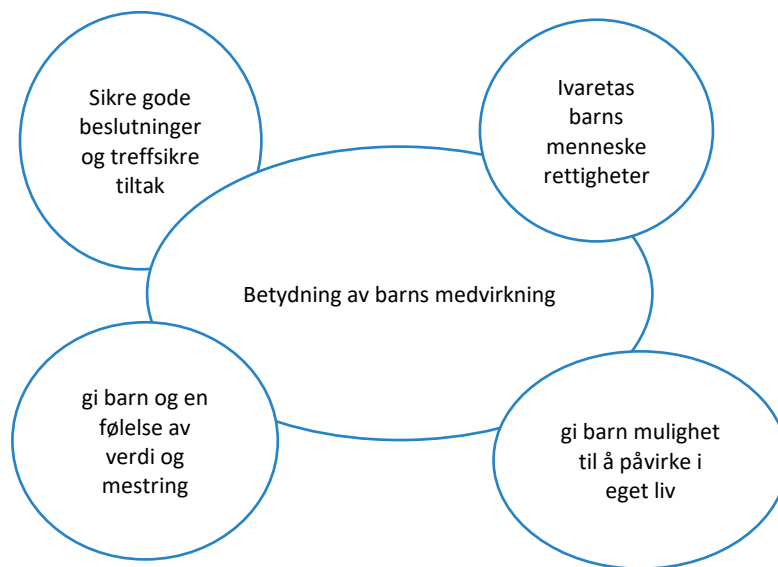 Sikre gode
beslutninger
og treffsikre
tiltak
Ivaretas
barns
menneske
rettigheter
Betydning av barns medvirkning
gi barn og en
følelse av
verdi og
mestring
gi barn mulighet
til å påvirke i
eget liv